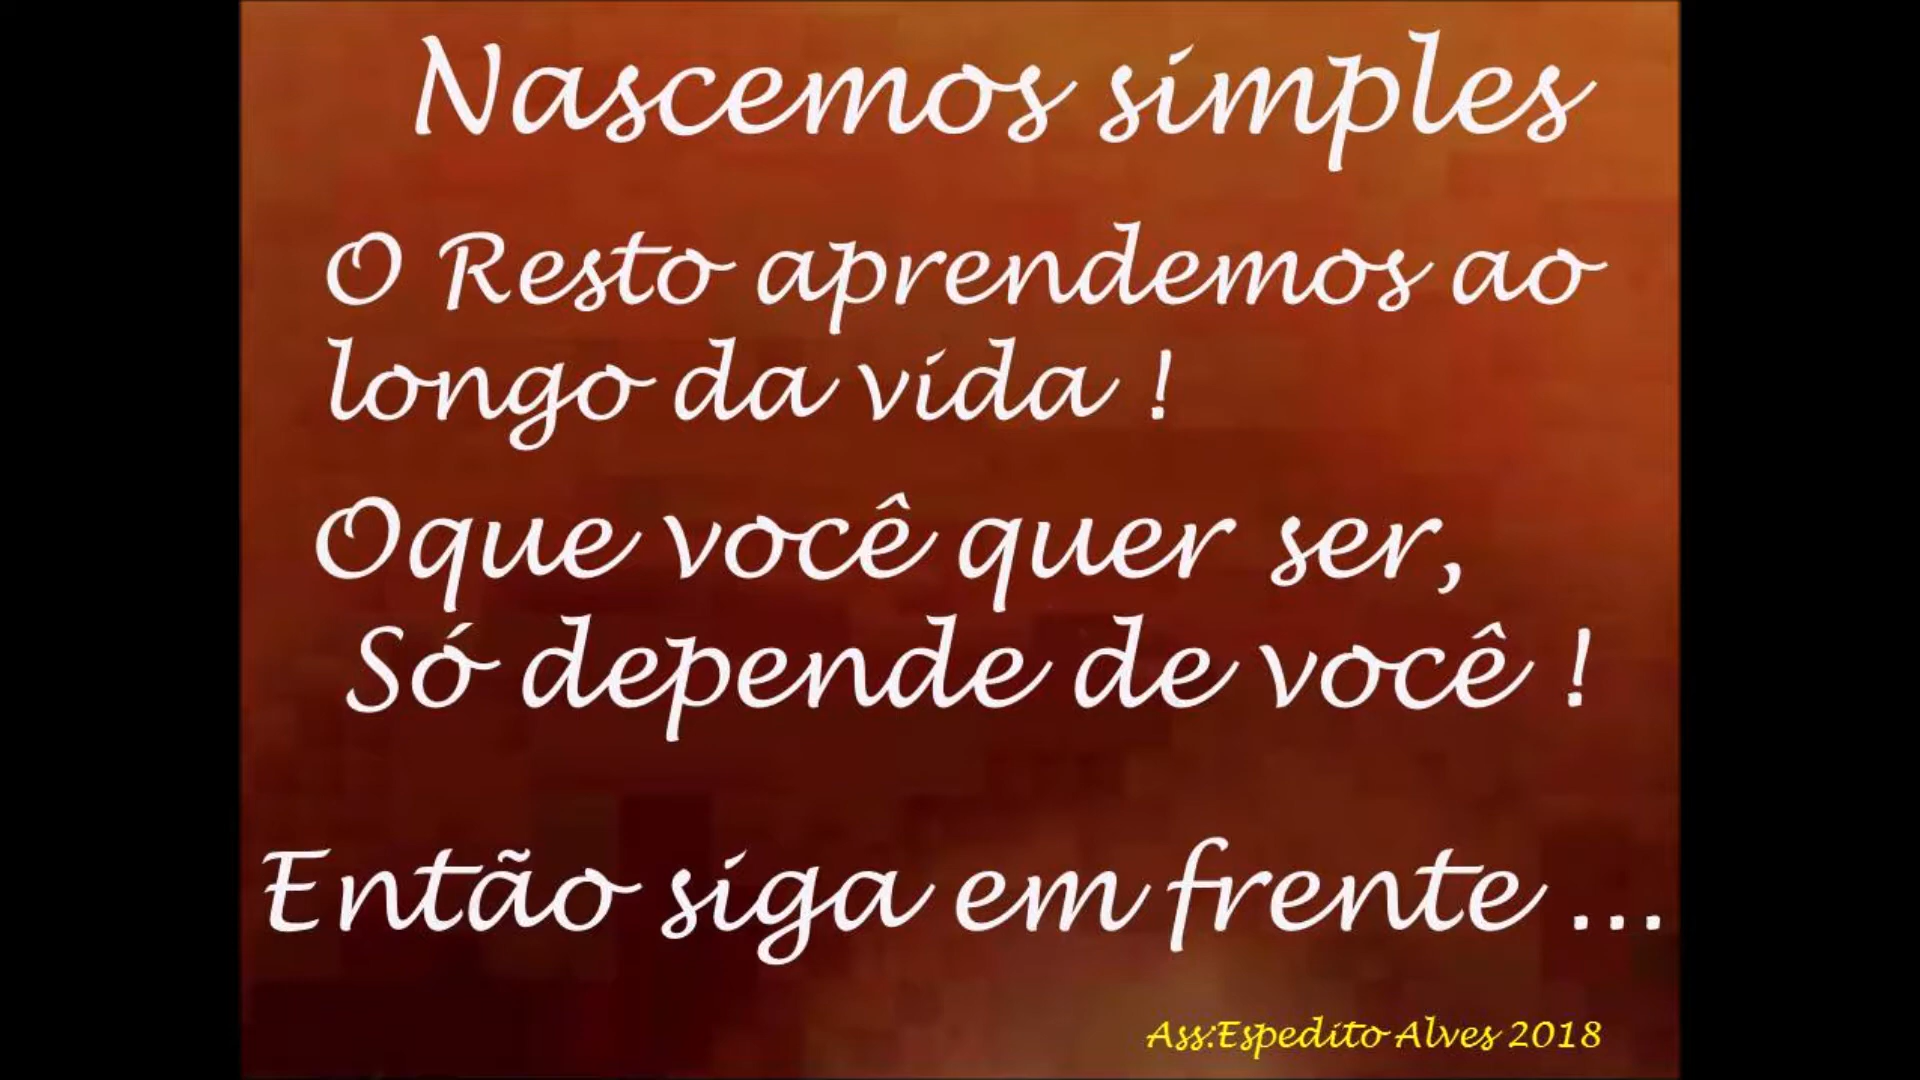 Nascemos simples
O Resto aprendemos ao
longo da vida !
Oque você quer ser,
Só depende de você !
Então siga em frente ...
Ass:Espedito Alves 2018